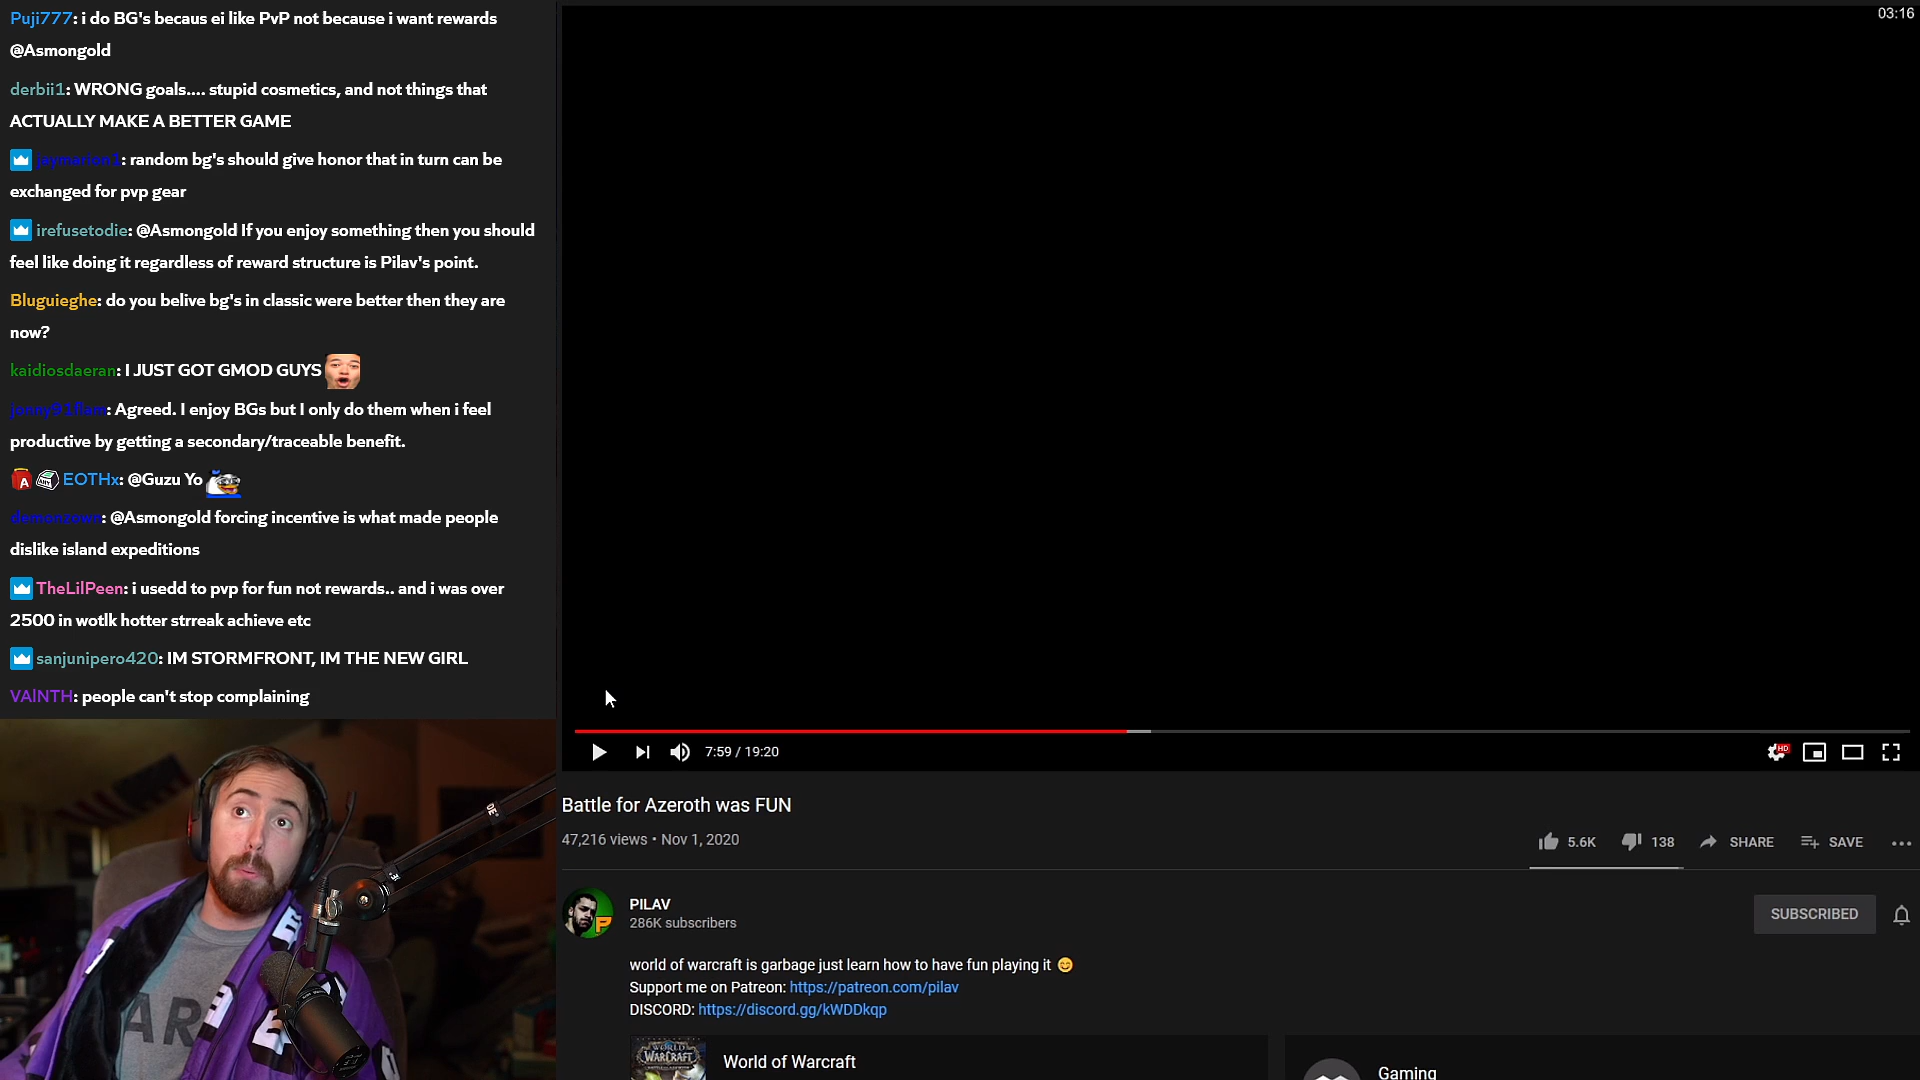 Puji777: i do BG's becaus ei like PvP not because i want rewards
@Asmongold
derbii1: WRONG goals.... stupid cosmetics, and not things that
ACTUALLY MAKE A BETTER GAME
jaymarion1: random bg's should give honor that in turn can be
exchanged for pvp gear
irefusetodie: @Asmongold If you enjoy something then you should
feel like doing it regardless of reward structure is Pilav's point.
Bluguieghe: do you belive bg's in classic were better then they are
now?
kaidiosdaeran: I JUST GOT GMOD GUYS
jonny91flam: Agreed. I enjoy BGs but I only do them when i feel
productive by getting a secondary/traceable benefit.
EOTHx: @Guzu Yo
demonzown: @Asmongold forcing incentive is what made people
dislike island expeditions
TheLilPeen: i usedd to pvp for fun not rewards.. and i was over
2500 in wotlk hotter strreak achieve etc
sanjunipero420: IM STORMFRONT, IM THE NEW GIRL
VAlNTH: people can't stop complaining
03:16
7:59 / 19:20
HD
Battle for Azeroth was FUN
47,216 views • Nov 1, 2020
5.6K
138
SHARE
SAVE
PILAV
286K subscribers
SUBSCRIBED
world of warcraft is garbage just learn how to have fun playing it
Support me on Patreon: https://patreon.com/pilav
DISCORD: https://discord.gg/kWDDkqp
WARCRAFT
World of Warcraft
Gaming